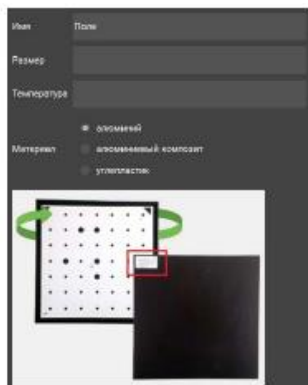 Имя Поле
Размер
Температура
алюминий
Материал алюминиевый композит
углепластик